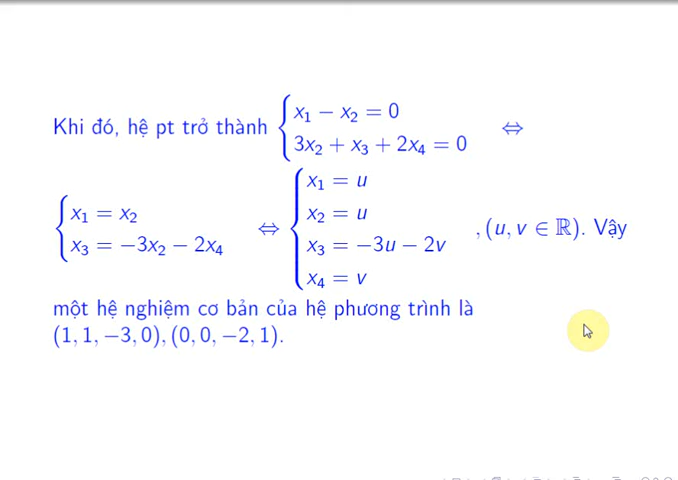 Khi đó, hệ pt trở thành { x₁ − x₂ = 0
3x₂ + x₃ + 2x₄ = 0 ⇔
{ x₁ = x₂
x₃ = −3x₂ − 2x₄ ⇔
{ x₁ = u
x₂ = u
x₃ = −3u − 2v
x₄ = v
, (u, v ∈ ℝ). Vậy
một hệ nghiệm cơ bản của hệ phương trình là
(1, 1, −3, 0), (0, 0, −2, 1).